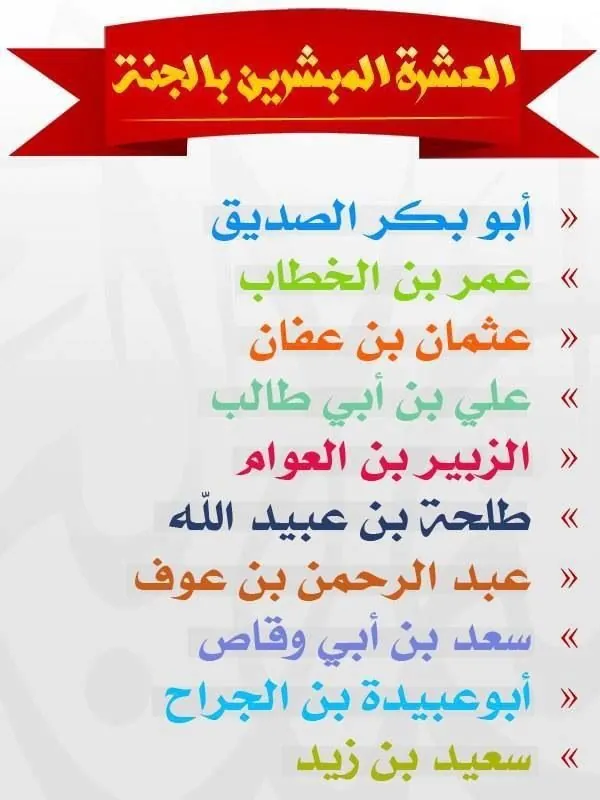 العشرة المبشرين بالجنة
» أبو بكر الصديق
» عمر بن الخطاب
» عثمان بن عفان
» علي بن أبي طالب
» الزبير بن العوام
» طلحة بن عبيد الله
» عبد الرحمن بن عوف
» سعد بن أبي وقاص
» أبوعبيدة بن الجراح
» سعيد بن زيد